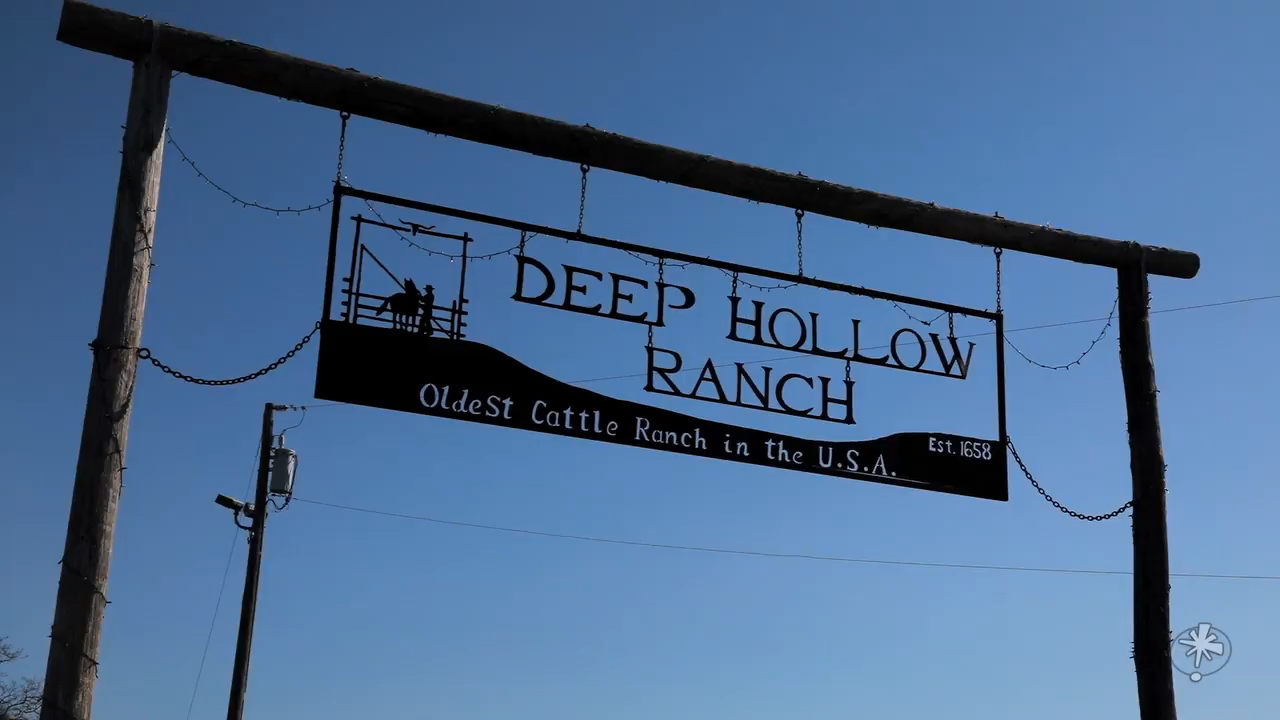 DEEP HOLLOW
RANCH
OldeSt Cattle Ranch in the U.S.A.
Est. 1658